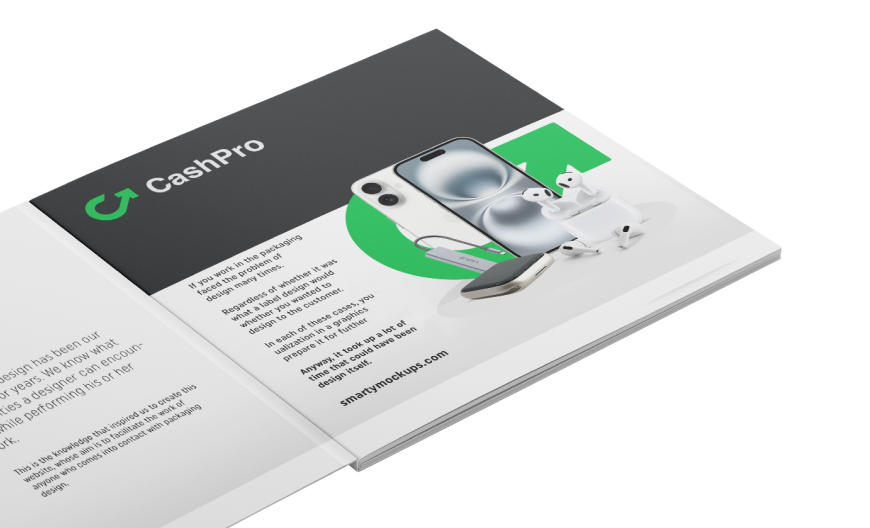 CashPro
If you work in the packaging
faced the problem of
design many times.
Regardless of whether it was
what a label design would
whether you wanted to
design to the customer.
In each of these cases, you
ualization in a graphics
prepare it for further
Anyway, it took up a lot of
time that could have been
design itself.
smartymockups.com
design has been our
or years. We know what
ties a designer can encoun-
while performing his or her
ork.
This is the knowledge that inspired us to create this
website, whose aim is to facilitate the work of
anyone who comes into contact with packaging
design.